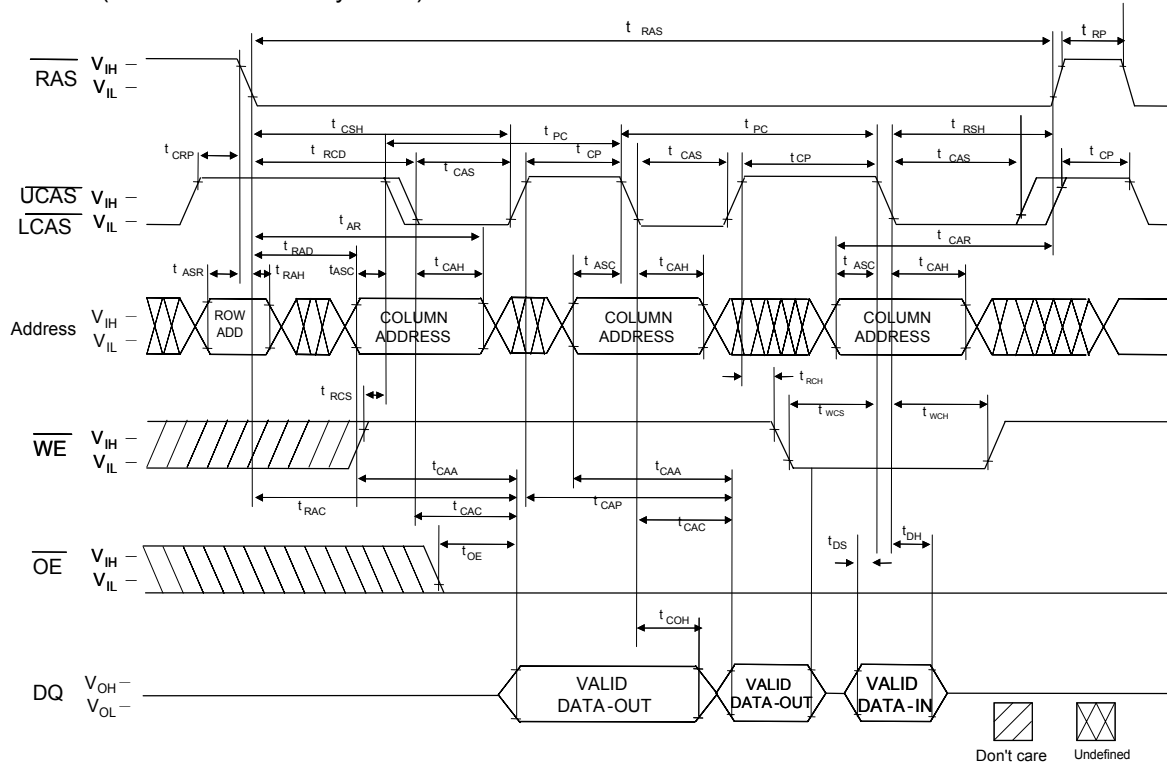 t RAS
t RP
RAS V IH
V IL
t CSH
t PC
t PC
t RSH
t CRP
t RCD
t CAS
t CP
t CAS
t CP
t CAS
t CP
UCAS V IH
LCAS V IL
t AR
t CAR
t RAD
t ASR
t RAH
t ASC
t CAH
t ASC
t CAH
t ASC
t CAH
Address V IH
V IL
ROW
ADD
COLUMN
ADDRESS
COLUMN
ADDRESS
COLUMN
ADDRESS
t RCH
t RCS
t WCS
t WCH
WE V IH
V IL
t CAA
t CAA
t RAC
t CAP
t CAC
t CAC
t OE
t DS
t DH
OE V IH
V IL
t COH
DQ V OH
V OL
VALID
DATA-OUT
VALID
DATA-OUT
VALID
DATA-IN
Don't care
Undefined